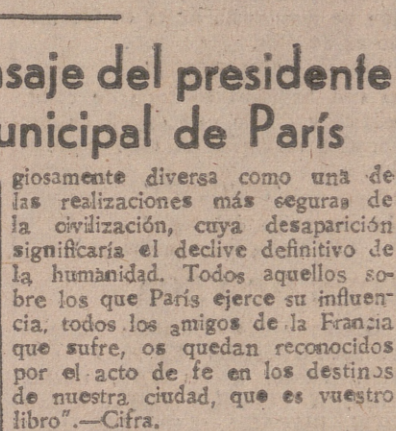 saje del presidente
unicipal de París
giosamente diversa como una de
las realizaciones más seguras de
la civilización, cuya desaparición
significaría el declive definitivo de
la humanidad. Todos aquellos so-
bre los que París ejerce su influen-
cia, todos los amigos de la Francia
que sufre, os quedan reconocidos
por el acto de fe en los destinos
de nuestra ciudad, que es vuestro
libro".—Cifra.